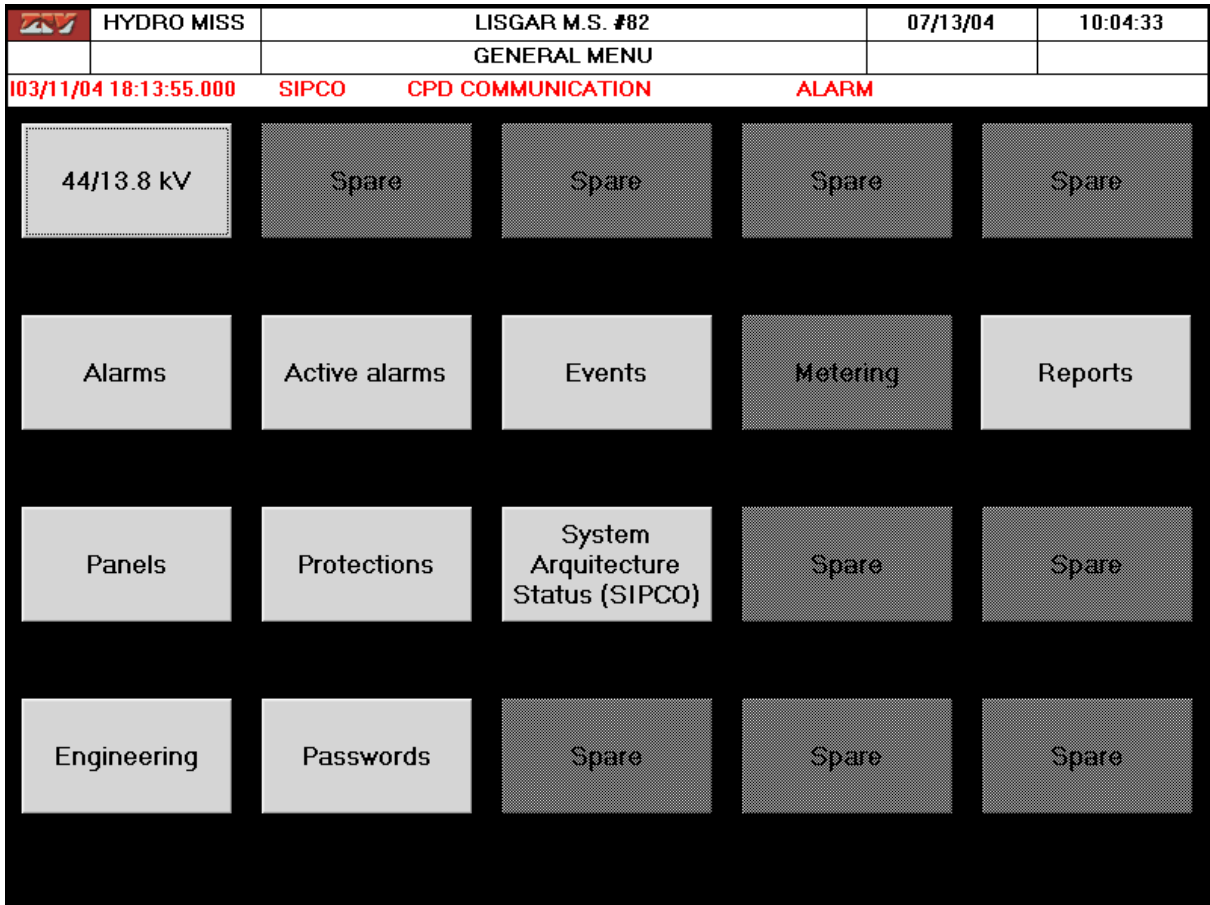 ZIV HYDRO MISS LISGAR M.S. #82 07/13/04 10:04:33
GENERAL MENU
I03/11/04 18:13:55.000 SIPCO CPD COMMUNICATION ALARM
44/13.8 kV Spare Spare Spare Spare
Alarms Active alarms Events Metering Reports
Panels Protections System
Arquitecture
Status (SIPCO) Spare Spare
Engineering Passwords Spare Spare Spare